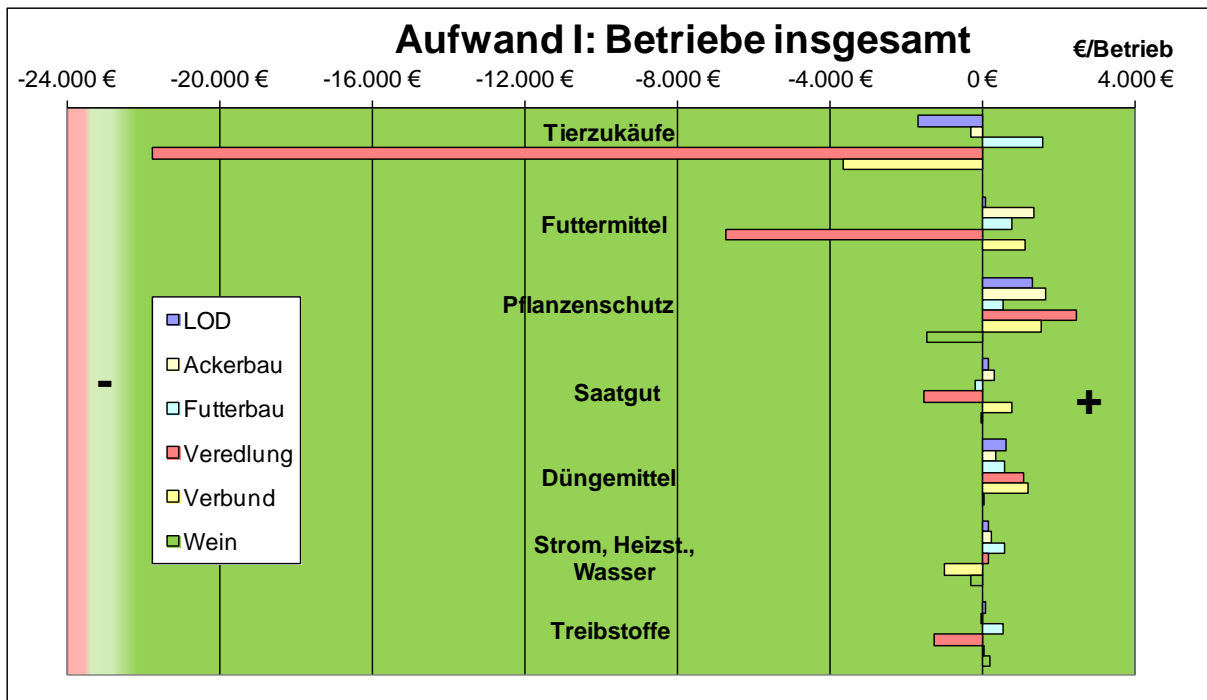 Aufwand I: Betriebe insgesamt
€/Betrieb
-24.000 € -20.000 € -16.000 € -12.000 € -8.000 € -4.000 € 0 € 4.000 €
Tierzukäufe
Futtermittel
Pflanzenschutz
Saatgut
Düngemittel
Strom, Heizst.,
Wasser
Treibstoffe
LOD
Ackerbau
Futterbau
Veredlung
Verbund
Wein
-
+